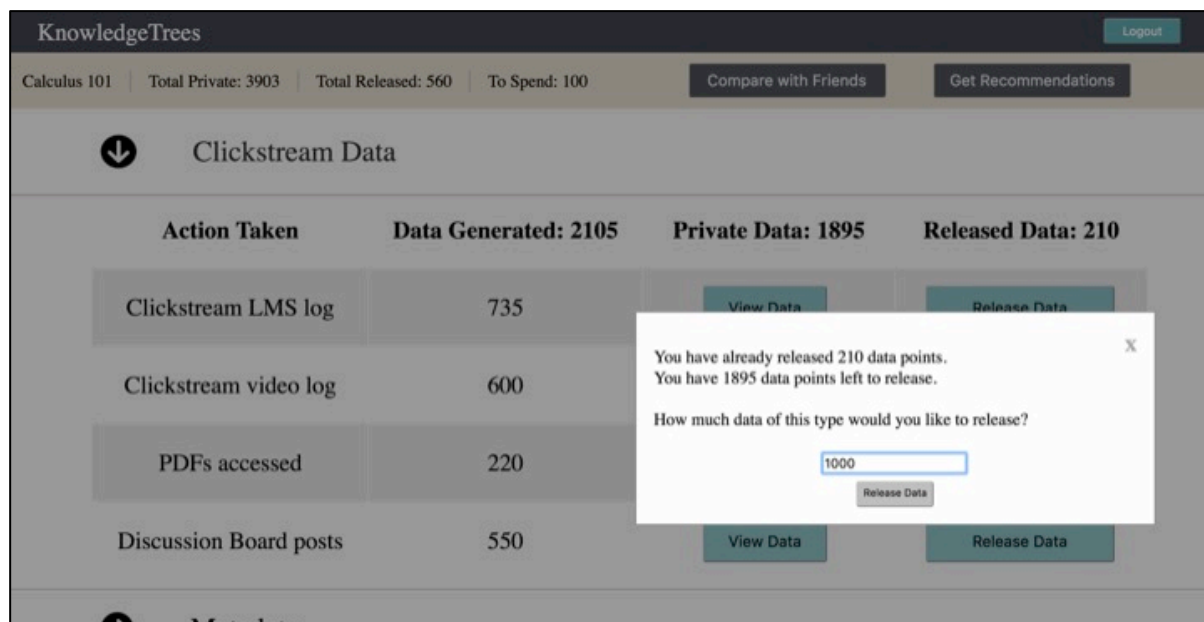 KnowledgeTrees Logout
Calculus 101 Total Private: 3903 Total Released: 560 To Spend: 100 Compare with Friends Get Recommendations
Clickstream Data
Action Taken Data Generated: 2105 Private Data: 1895 Released Data: 210
Clickstream LMS log 735 View Data Release Data
Clickstream video log 600
PDFs accessed 220
Discussion Board posts 550 View Data Release Data
X
You have already released 210 data points.
You have 1895 data points left to release.
How much data of this type would you like to release?
1000
Release Data